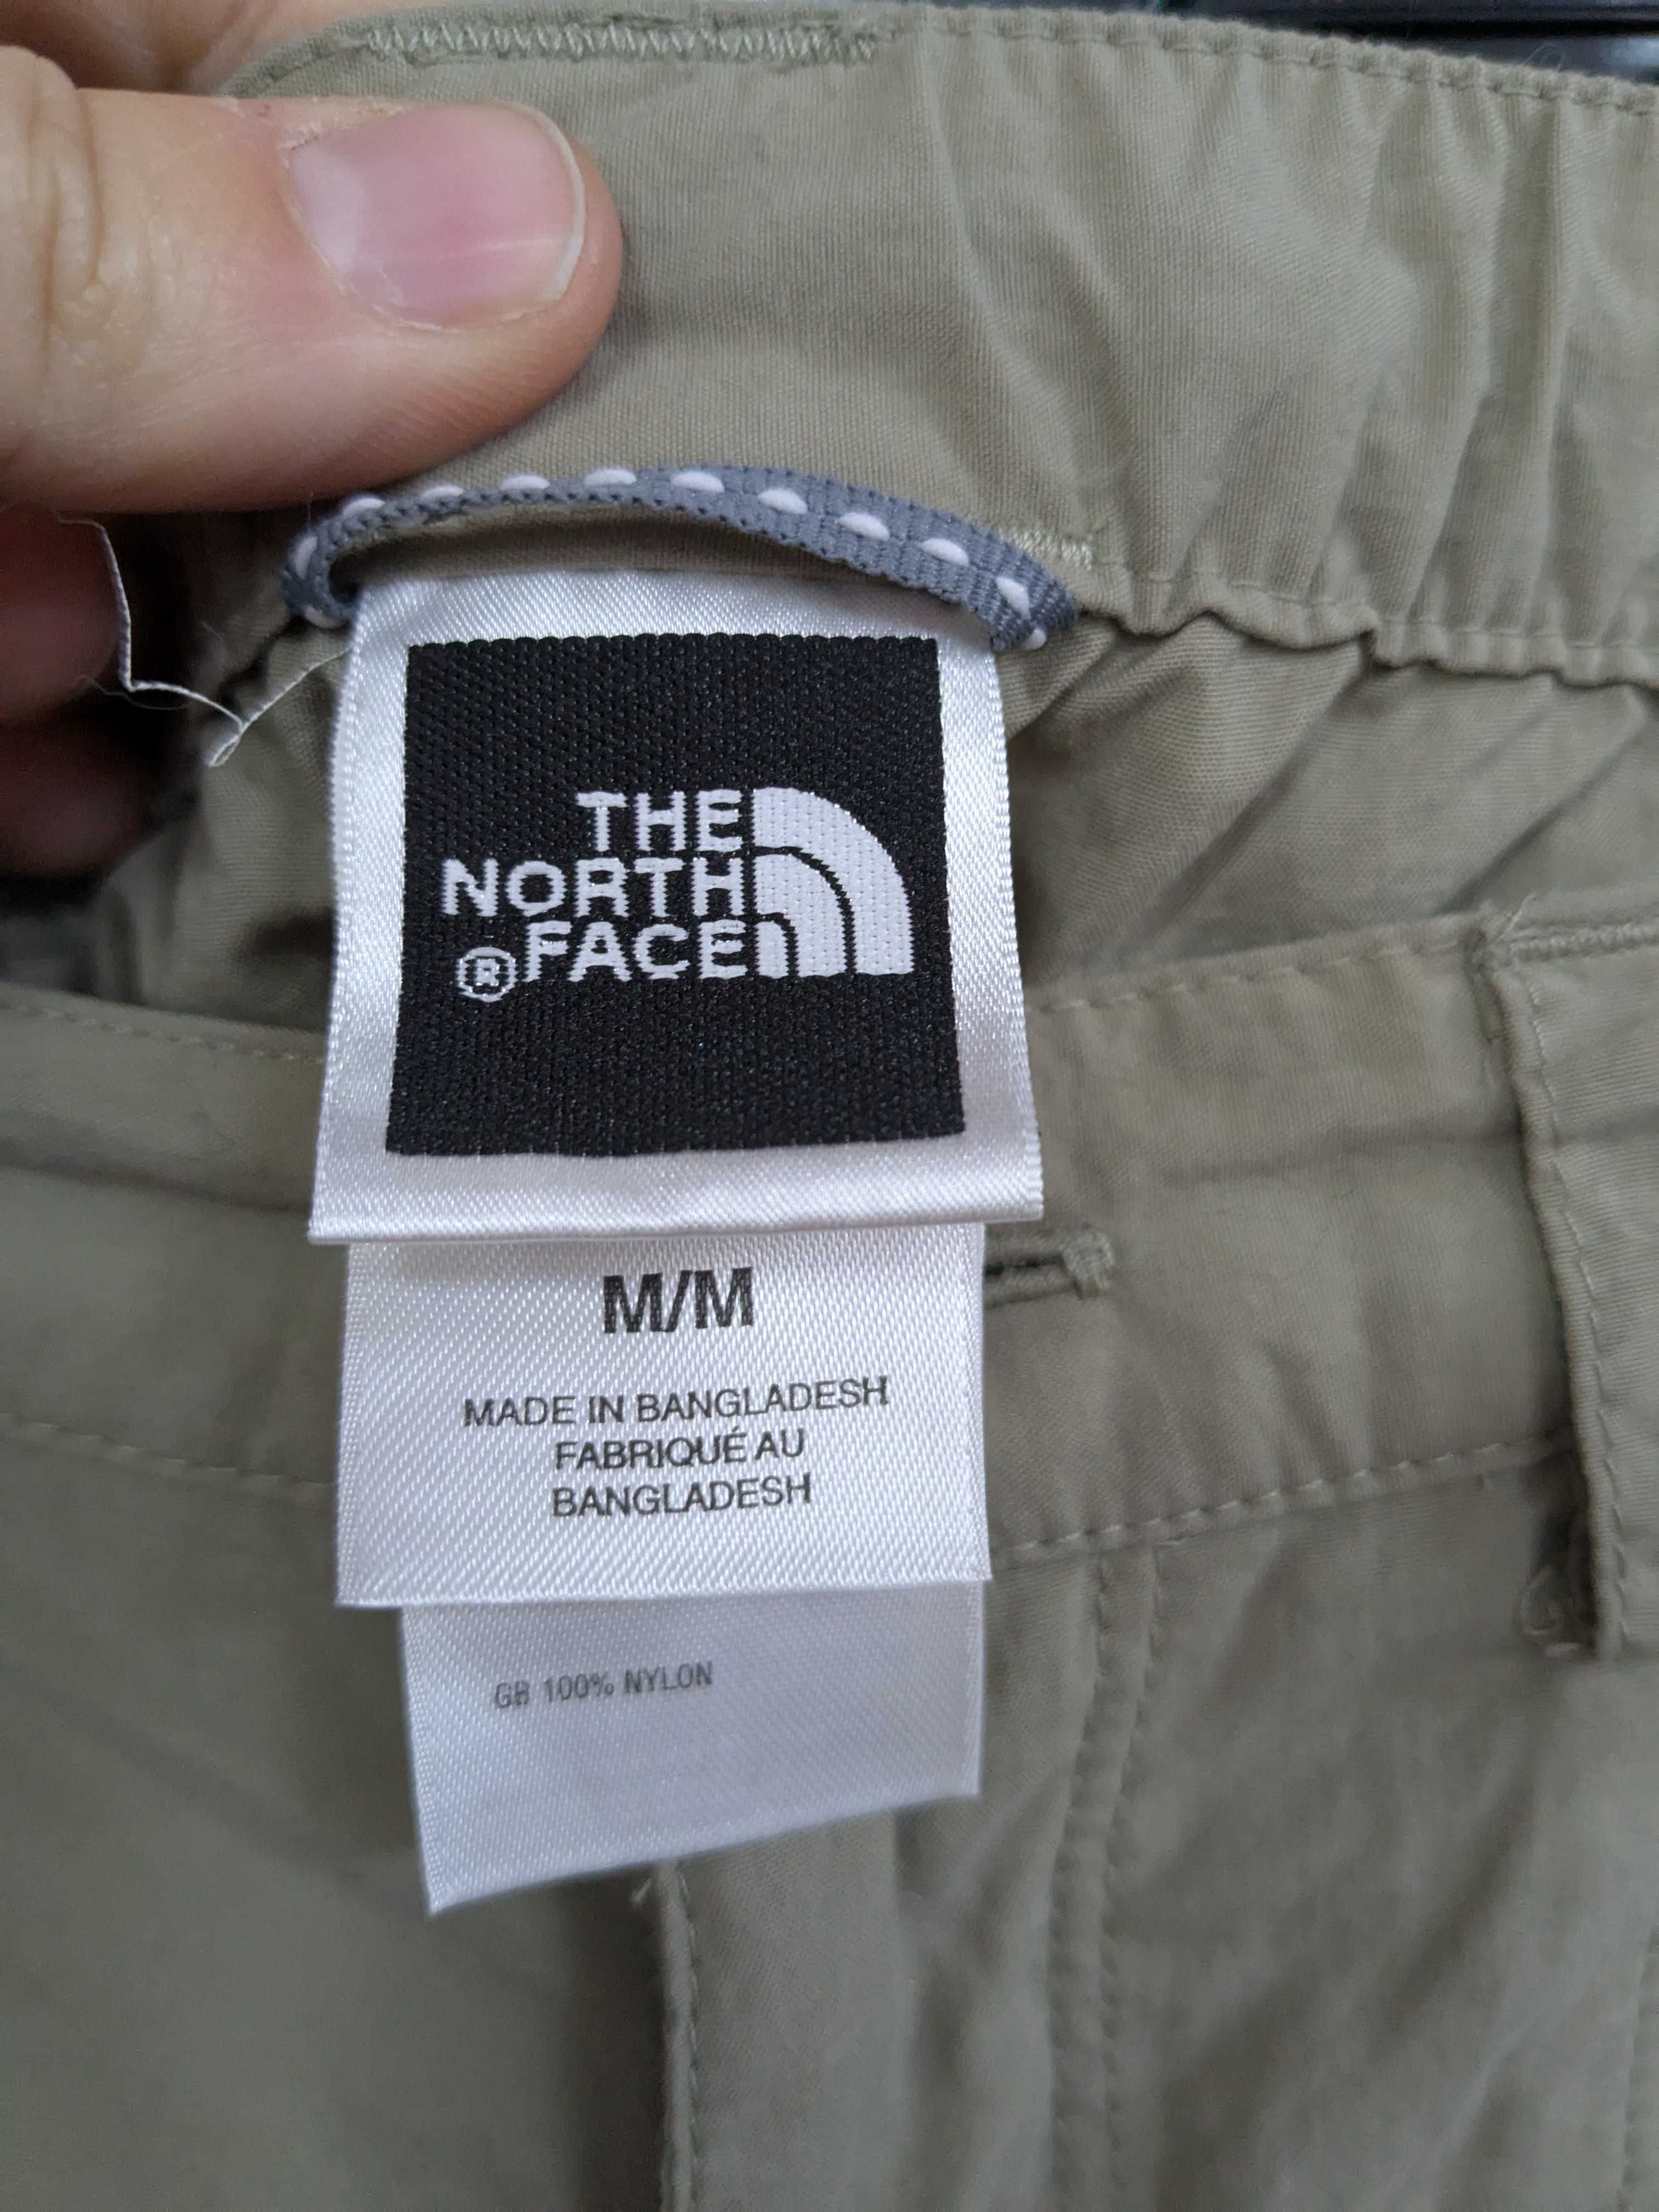 THE
NORTH
®FACE
M/M
MADE IN BANGLADESH
FABRIQUÉ AU
BANGLADESH
GB 100% NYLON